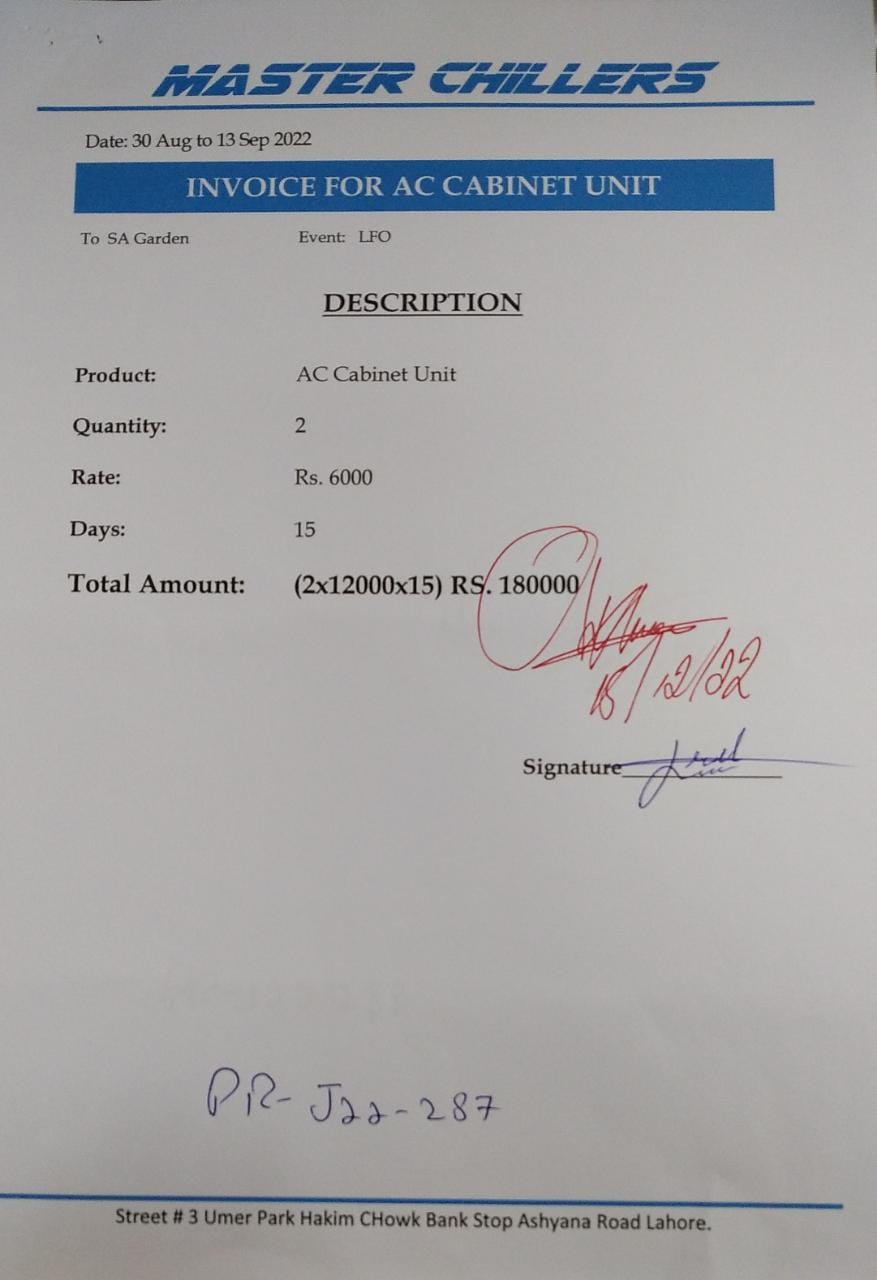 MASTER CHILLERS
Date: 30 Aug to 13 Sep 2022
INVOICE FOR AC CABINET UNIT
To SA Garden Event: LFO
DESCRIPTION
Product: AC Cabinet Unit
Quantity: 2
Rate: Rs. 6000
Days: 15
Total Amount: (2x12000x15) RS. 180000
18/12/22
Signature
PR-J22-287
Street # 3 Umer Park Hakim CHowk Bank Stop Ashyana Road Lahore.